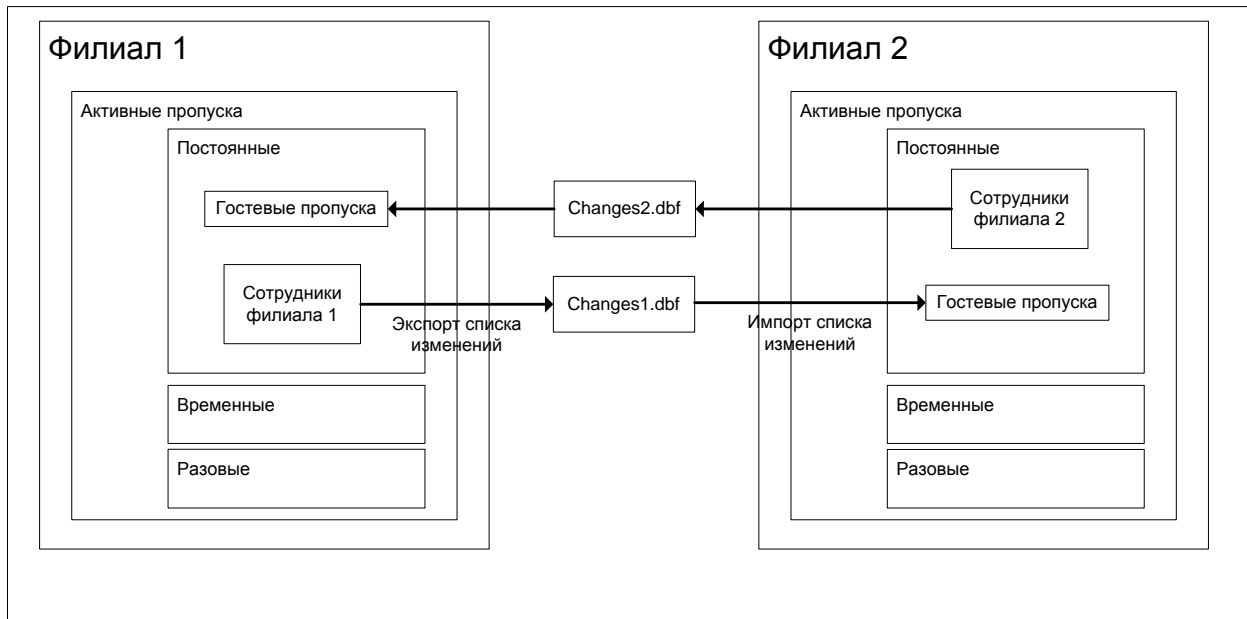 Филиал 1
Активные пропуска
Постоянные
Гостевые пропуска
Сотрудники
филиала 1
Временные
Разовые
Changes2.dbf
Changes1.dbf
Экспорт списка
изменений
Импорт списка
изменений
Филиал 2
Активные пропуска
Постоянные
Сотрудники
филиала 2
Гостевые пропуска
Временные
Разовые